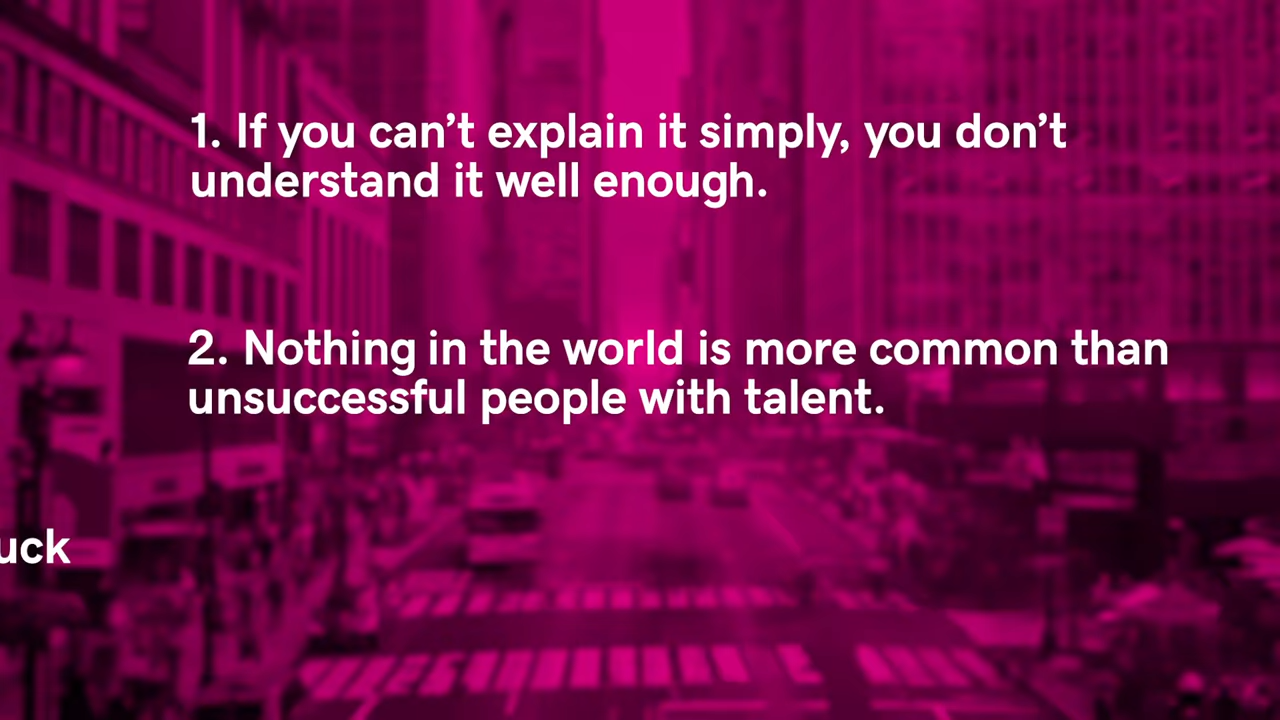 1. If you can’t explain it simply, you don’t
understand it well enough.
2. Nothing in the world is more common than
unsuccessful people with talent.
uck